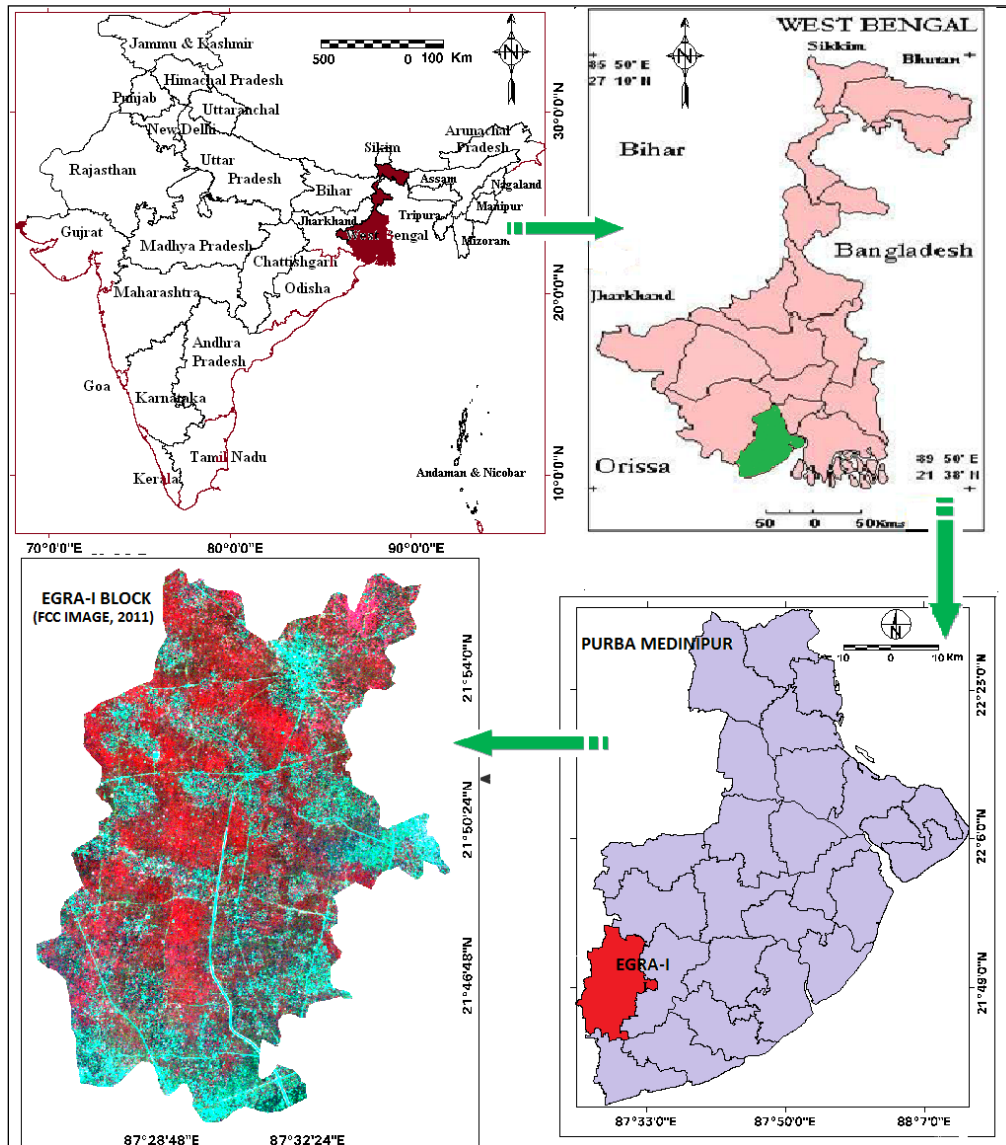 500 0 100 Km
N
Jammu & Kashmir
Himachal Pradesh
Punjab
Uttaranchal
New Delhi
Rajasthan
Uttar
Pradesh
Sikim
Arunachal
Pradesh
Bihar
Assam
Nagaland
Manipur
Tripura
Mizoram
Jharkhand
West Bengal
Gujrat
Madhya Pradesh
Chattishgarh
Odisha
Maharashtra
Andhra
Pradesh
Goa
Karnataka
Tamil Nadu
Kerala
Andaman & Nicobar
30°0'0"N
20°0'0"N
10°0'0"N
70°0'0"E 80°0'0"E 90°0'0"E
WEST BENGAL
Sikkim
Bhutan
N
85 50' E
27 10' N
Bihar
Bangladesh
Jharkhand
Orissa
89 50' E
21 38' N
50 0 50Kms
EGRA-I BLOCK
(FCC IMAGE, 2011)
21°54'0"N
21°50'24"N
21°46'48"N
87°28'48"E 87°32'24"E
PURBA MEDINIPUR
N
10 0 10 Km
EGRA-I
22°23'0"N
22°6'0"N
21°49'0"N
87°33'0"E 87°50'0"E 88°7'0"E